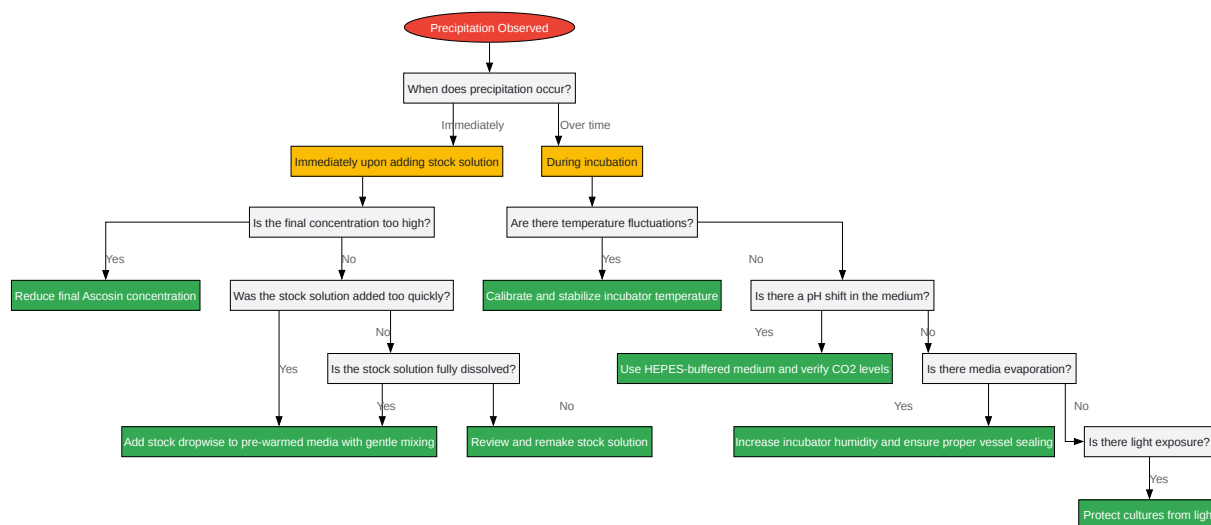 Precipitation Observed
When does precipitation occur?
Immediately
Over time
Immediately upon adding stock solution
During incubation
Is the final concentration too high?
Are there temperature fluctuations?
Yes
No
Yes
No
Reduce final Ascosin concentration
Was the stock solution added too quickly?
Calibrate and stabilize incubator temperature
Is there a pH shift in the medium?
No
Yes
No
Yes
Is the stock solution fully dissolved?
Use HEPES-buffered medium and verify CO2 levels
Is there media evaporation?
Yes
No
Yes
No
Add stock dropwise to pre-warmed media with gentle mixing
Review and remake stock solution
Increase incubator humidity and ensure proper vessel sealing
Is there light exposure?
Yes
Protect cultures from ligh